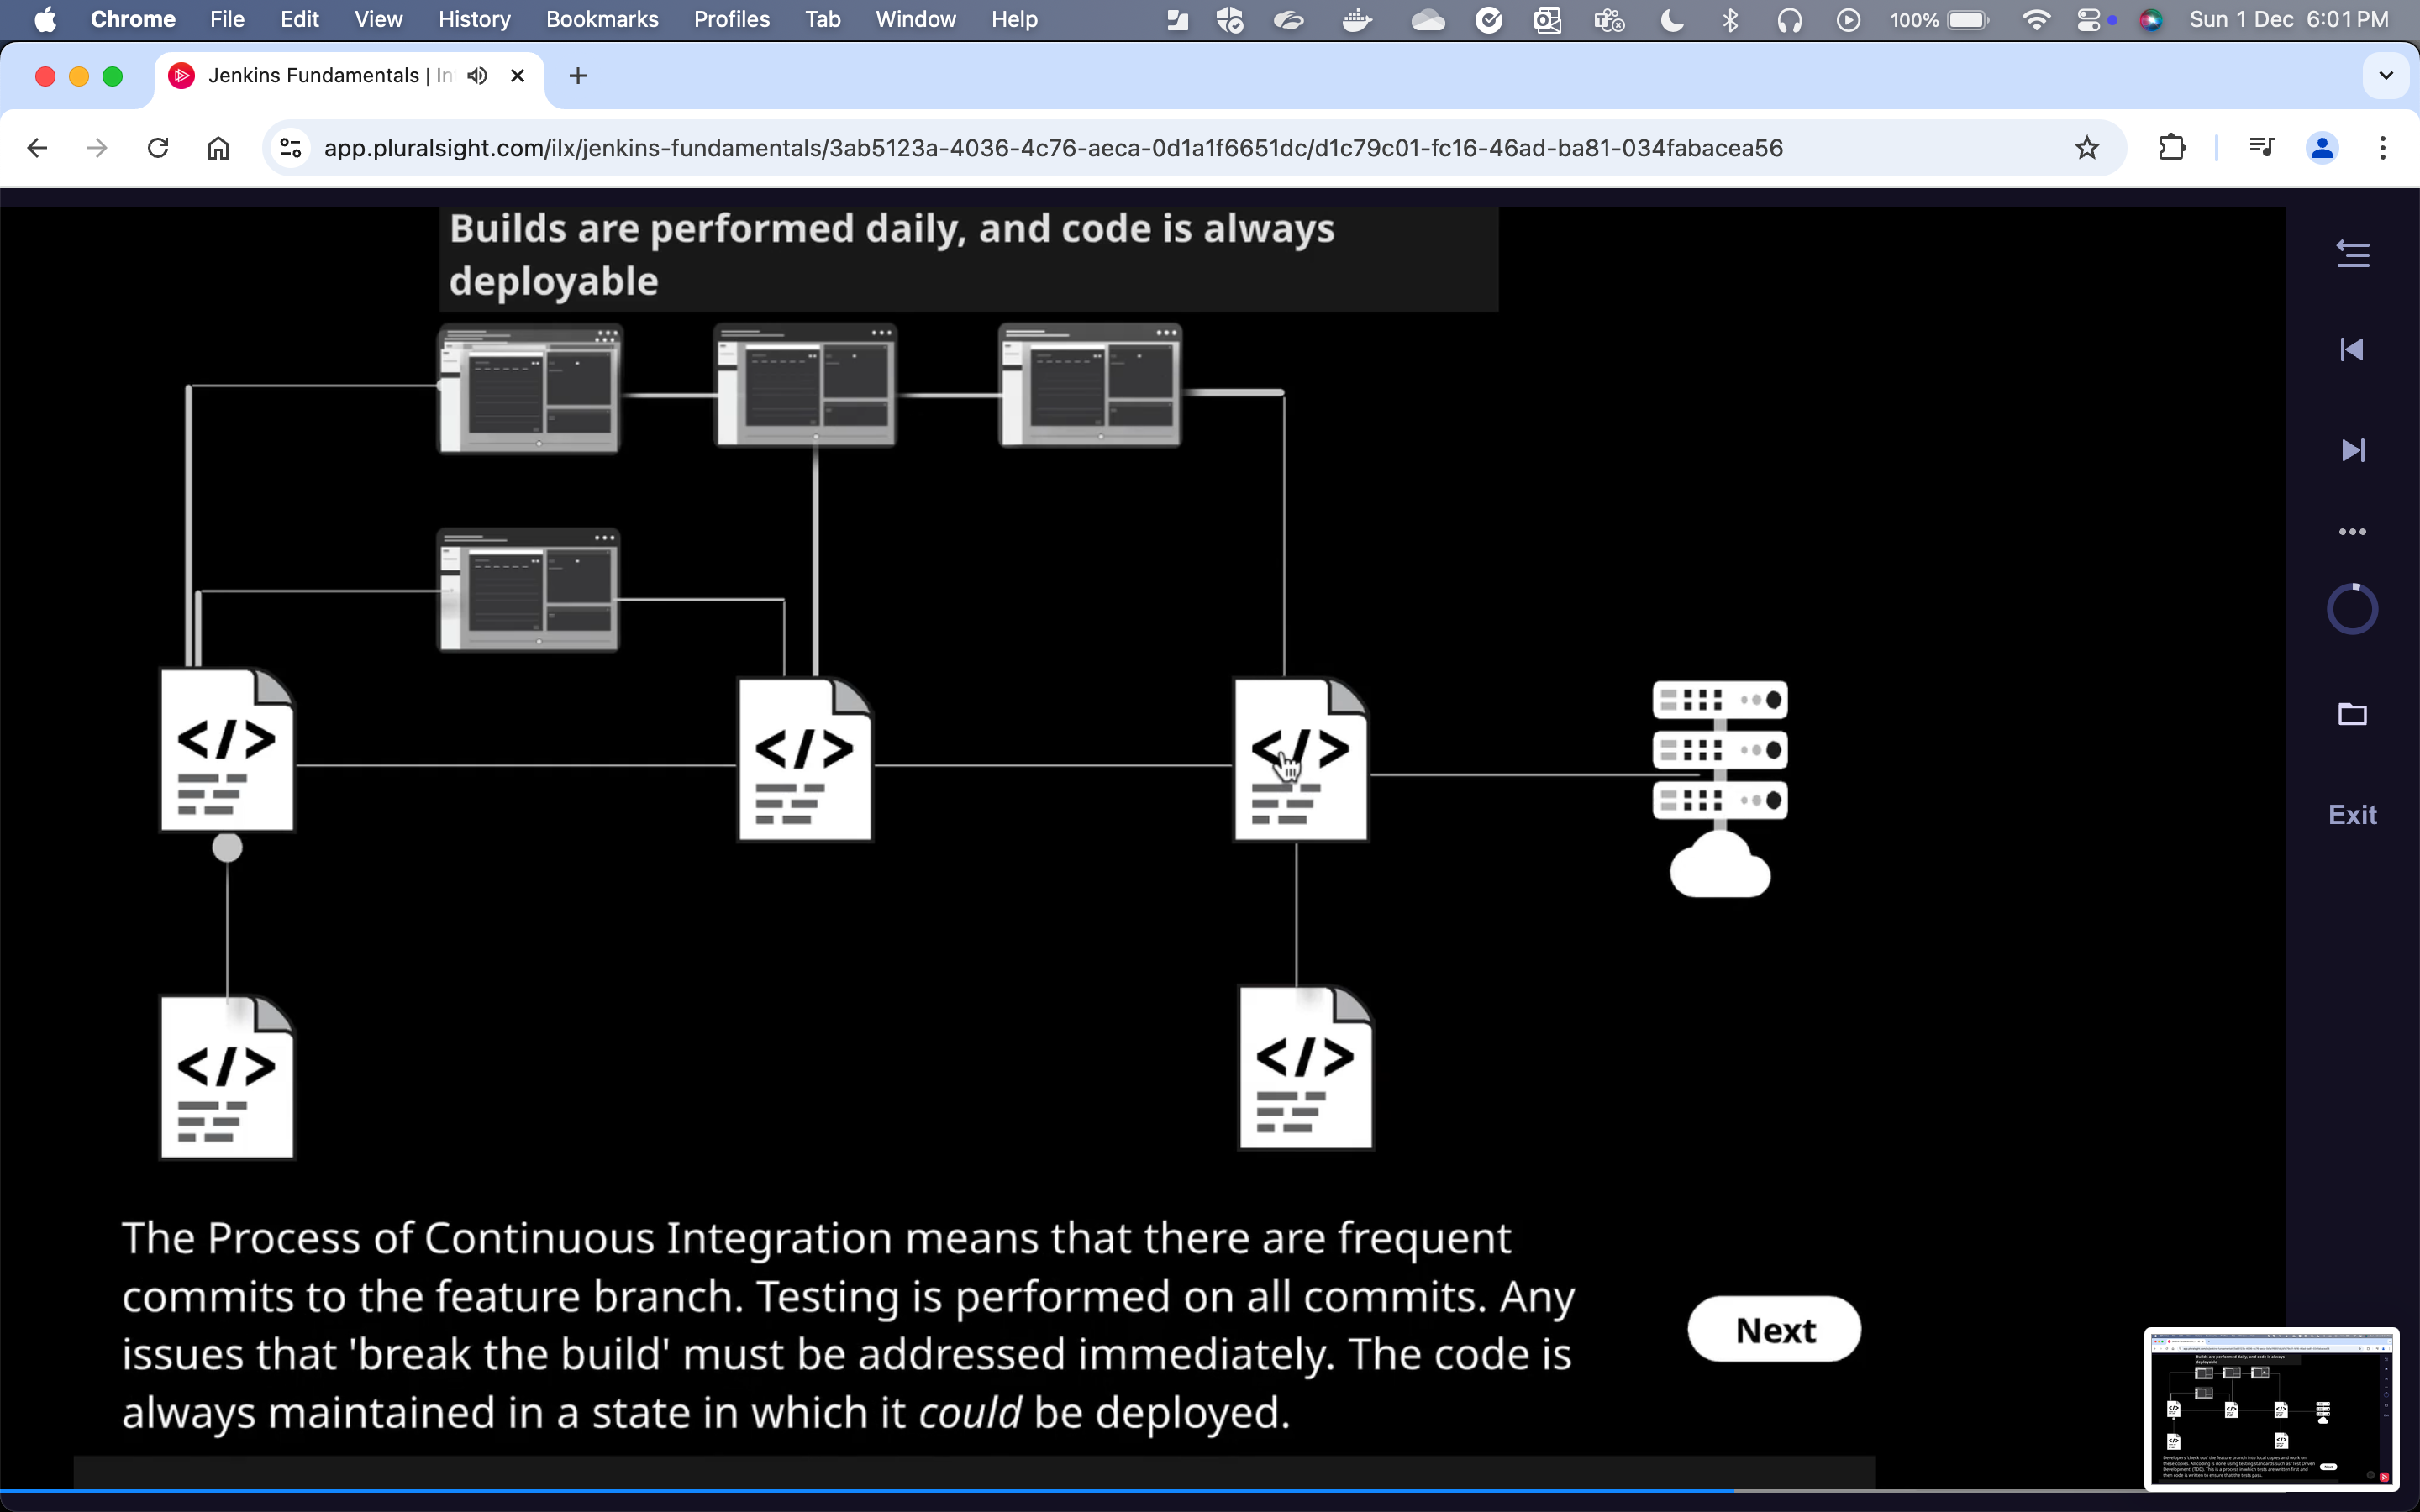 Chrome File Edit View History Bookmarks Profiles Tab Window Help 100% Sun 1 Dec 6:01 PM
Jenkins Fundamentals | In
app.pluralsight.com/ilx/jenkins-fundamentals/3ab5123a-4036-4c76-aeca-0d1a1f6651dc/d1c79c01-fc16-46ad-ba81-034fabacea56
Builds are performed daily, and code is always
deployable
</>
</>
</>
Exit
</>
</>
The Process of Continuous Integration means that there are frequent
commits to the feature branch. Testing is performed on all commits. Any
issues that 'break the build' must be addressed immediately. The code is
always maintained in a state in which it could be deployed.
Next